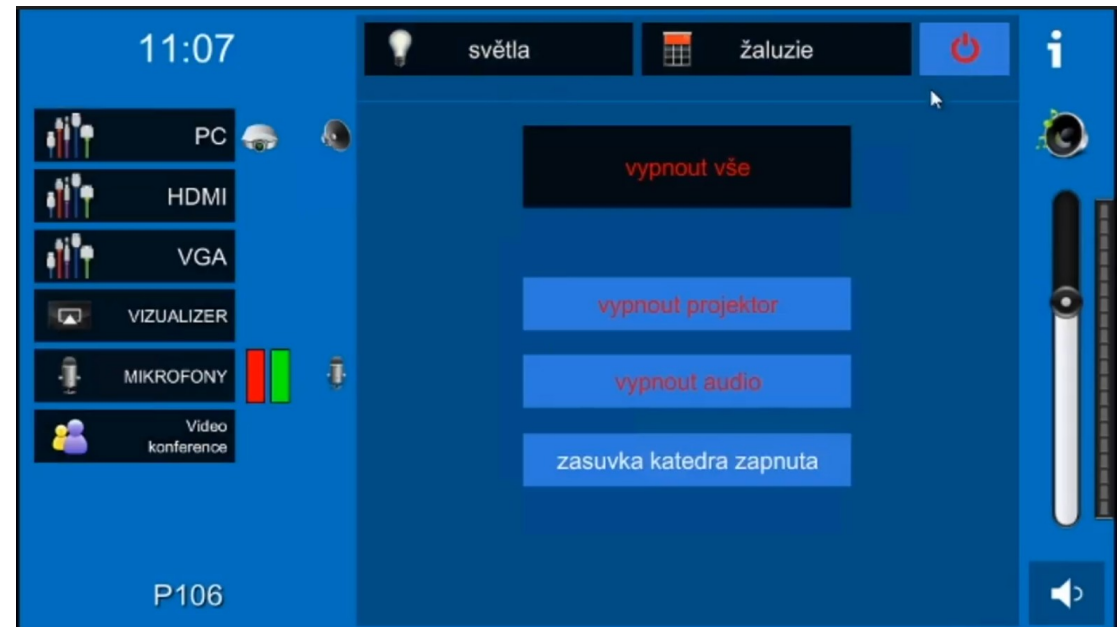 11:07
světla
žaluzie
i
PC
HDMI
VGA
VIZUALIZER
MIKROFONY
Video
konference
vypnout vše
vypnout projektor
vypnout audio
zasuvka katedra zapnuta
P106